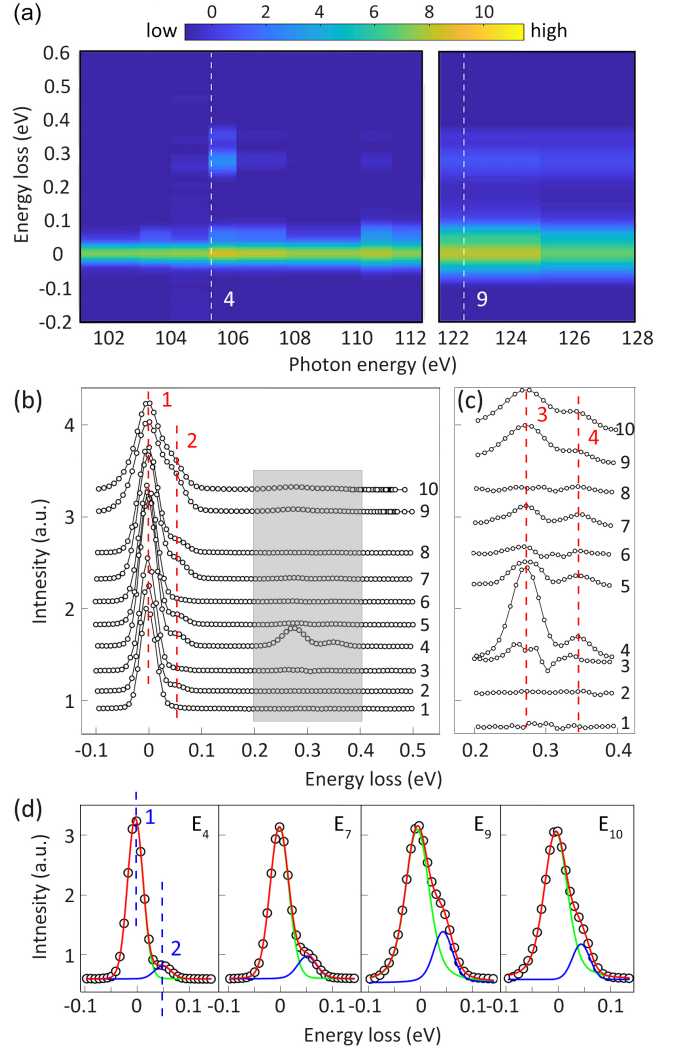 (a)
0 2 4 6 8 10
low high
Energy loss (eV)
0.6
0.5
0.4
0.3
0.2
0.1
0
-0.1
-0.2
4 9
102 104 106 108 110 112 122 124 126 128
Photon energy (eV)
(b) (c)
1
2
3
4
Intnesity (a.u.)
4
3
2
1
10
9
8
7
6
5
4
3
2
1
10
9
8
7
6
5
4
3
2
1
-0.1 0 0.1 0.2 0.3 0.4 0.5 0.2 0.3 0.4
Energy loss (eV) Energy loss (eV)
(d)
1
2
E4 E7 E9 E10
Intnesity (a.u.)
3
2
1
-0.1 0 0.1 -0.1 0 0.1 -0.1 0 0.1 -0.1 0 0.1
Energy loss (eV)